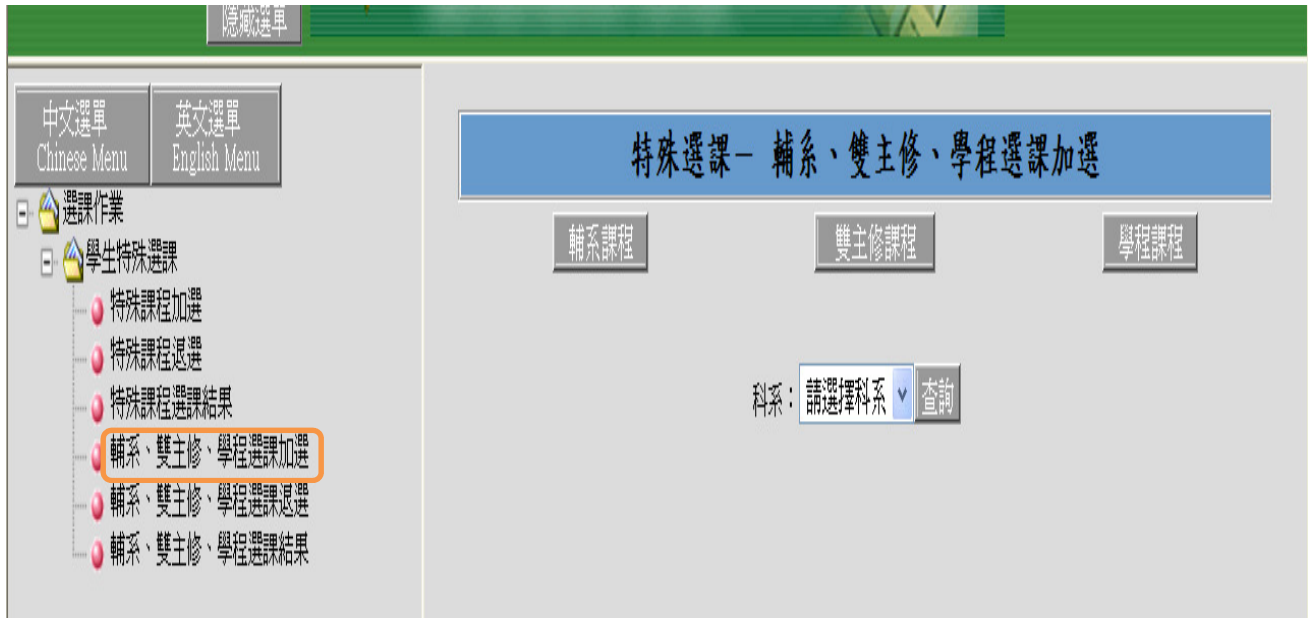 隱藏選單
中文選單
Chinese Menu
英文選單
English Menu
選課作業
學生特殊選課
特殊課程加選
特殊課程退選
特殊課程選課結果
輔系、雙主修、學程選課加選
輔系、雙主修、學程選課退選
輔系、雙主修、學程選課結果
特殊選課－ 輔系、雙主修、學程選課加選
輔系課程
雙主修課程
學程課程
科系：請選擇科系 查詢